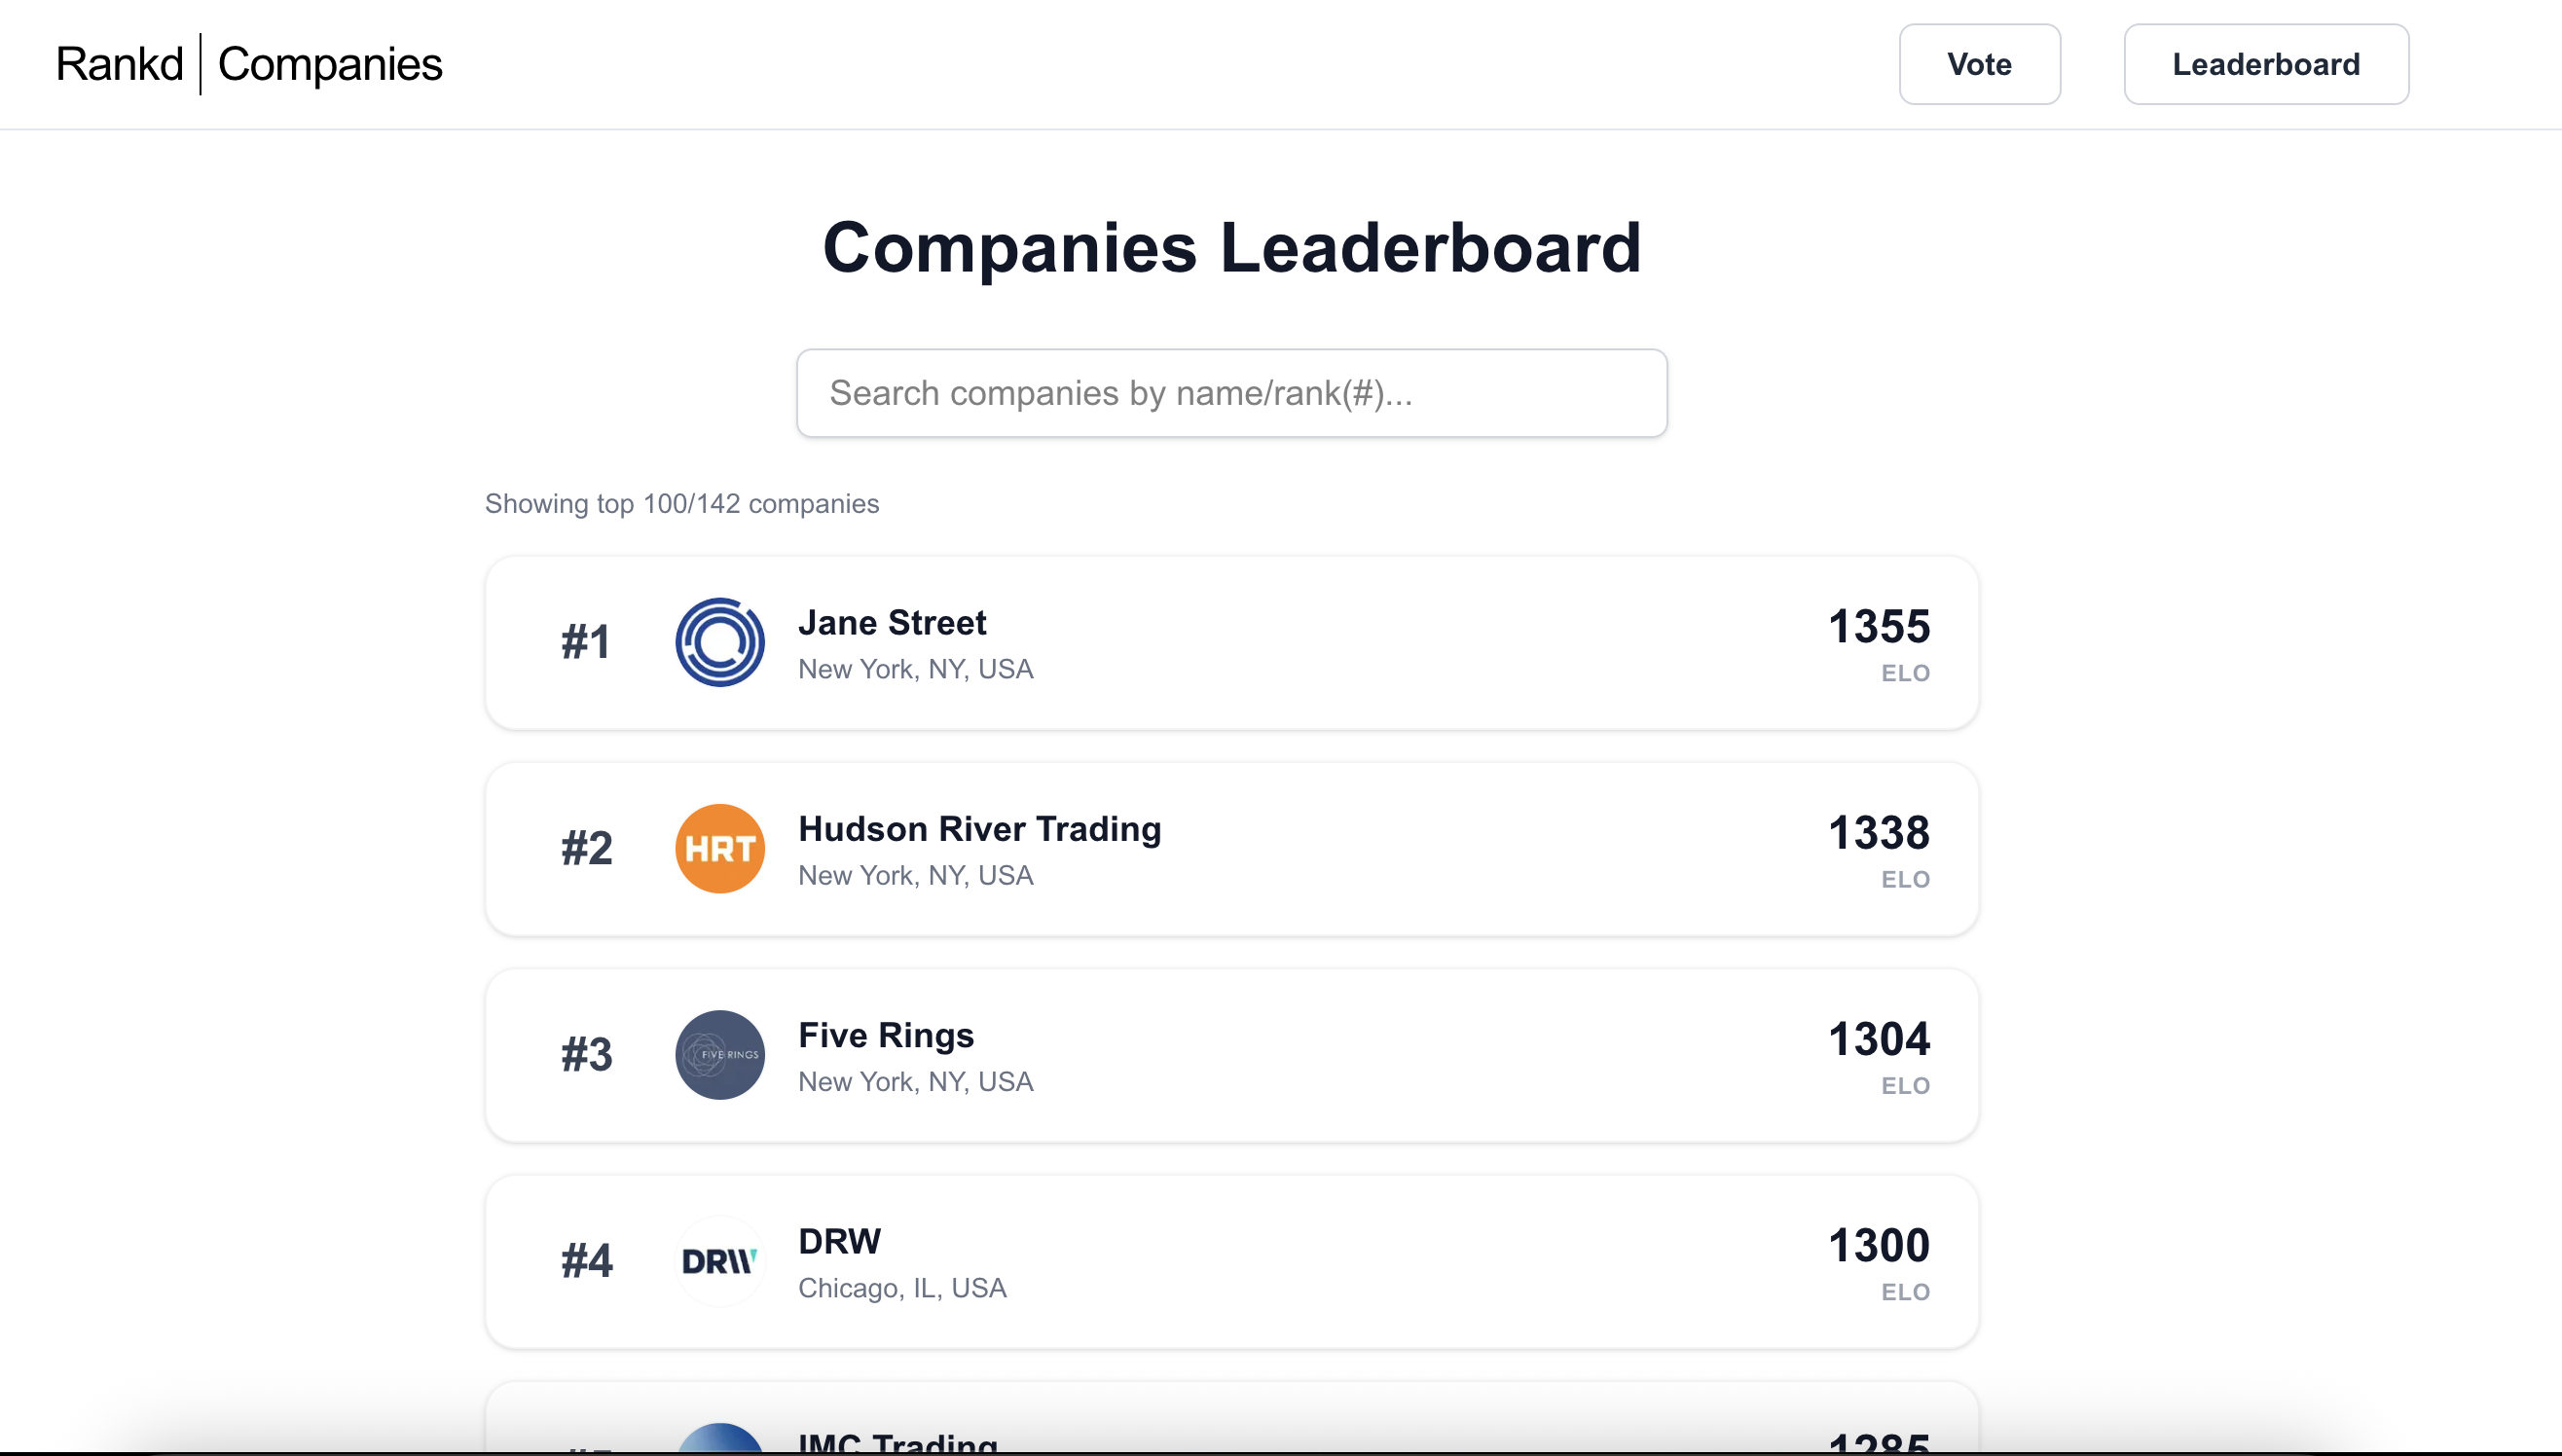 Rankd | Companies
Vote
Leaderboard
Companies Leaderboard
Search companies by name/rank(#)...
Showing top 100/142 companies
#1
Jane Street
New York, NY, USA
1355
ELO
#2
HRT
Hudson River Trading
New York, NY, USA
1338
ELO
#3
FIVE RINGS
Five Rings
New York, NY, USA
1304
ELO
#4
DRW
DRW
Chicago, IL, USA
1300
ELO
IMC Trading
1285